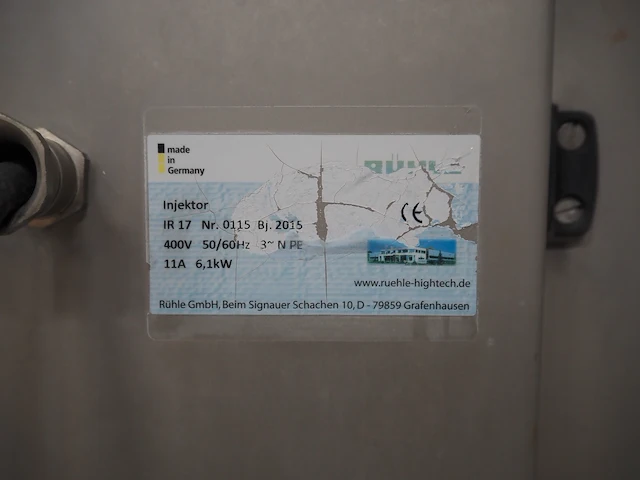 made
in
Germany
RÜHLE
Injektor
IR 17 Nr. 0115 Bj. 2015
400V 50/60Hz 3~ N PE
11A 6,1kW
CE
www.ruehle-hightech.de
Rühle GmbH, Beim Signauer Schachen 10, D - 79859 Grafenhausen